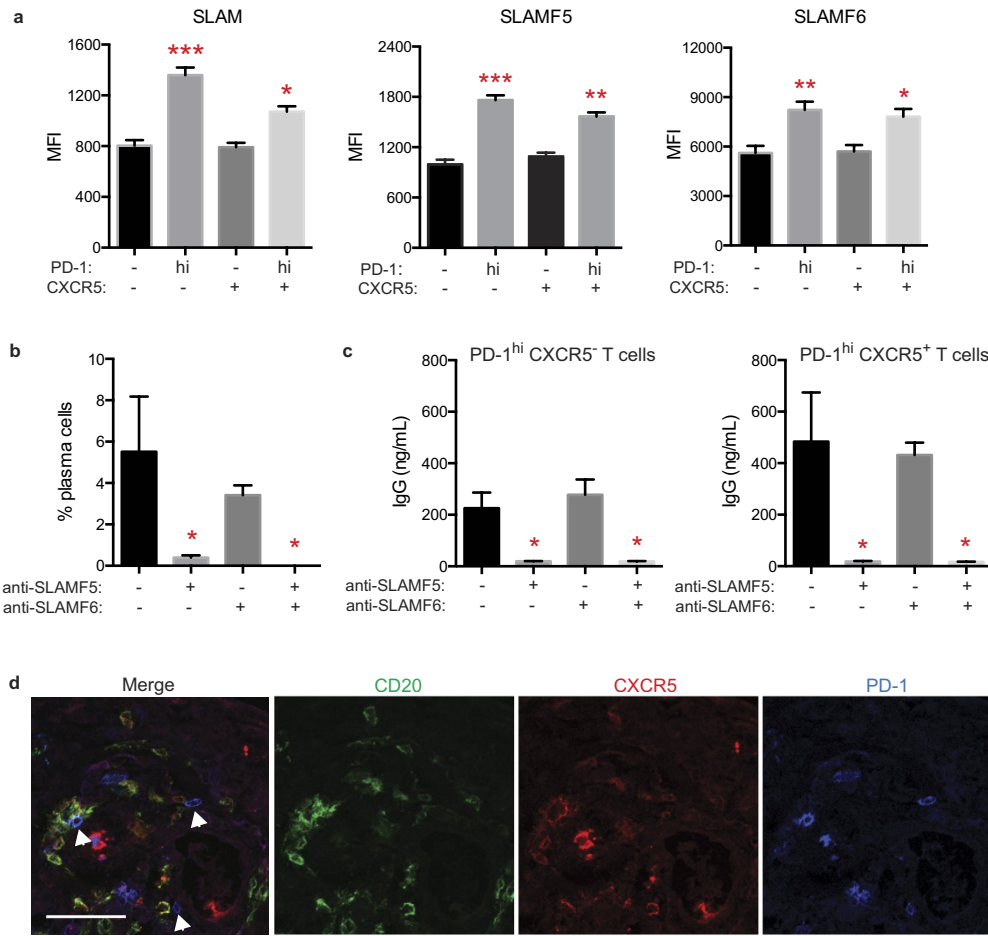 a
SLAM
SLAMF5
SLAMF6
1600
1200
800
400
0
MFI
***
*
PD-1: - hi - hi
CXCR5: - - + +
2400
1800
1200
600
0
MFI
***
**
- hi - hi
- - + +
12000
9000
6000
3000
0
MFI
**
*
PD-1: - hi - hi
CXCR5: - - + +
b
10
8
6
4
2
0
% plasma cells
*
*
anti-SLAMF5: - + - +
anti-SLAMF6: - - + +
c
PD-1hi CXCR5- T cells
800
600
400
200
0
IgG (ng/mL)
*
*
anti-SLAMF5: - + - +
anti-SLAMF6: - - + +
PD-1hi CXCR5+ T cells
800
600
400
200
0
IgG (ng/mL)
*
*
anti-SLAMF5: - + - +
anti-SLAMF6: - - + +
d
Merge
CD20
CXCR5
PD-1